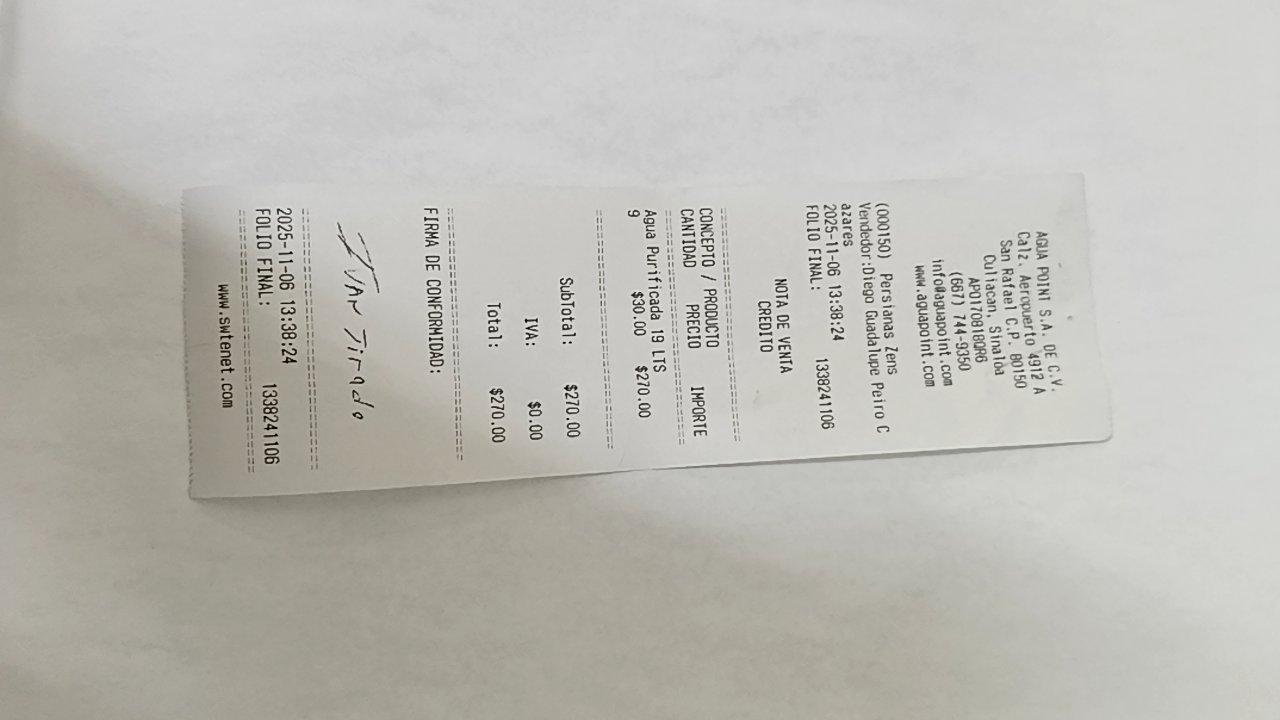 AGUA POINT S.A. DE C.V.
Calz. Aeropuerto 4912 A
San Rafael C.P. 80150
Culiacan, Sinaloa
APO170818QR6
(667) 744-9350
info@aguapoint.com
www.aguapoint.com
(000150) Persianas Zens
Vendedor:Diego Guadalupe Peiro C
azares
2025-11-06 13:38:24
FOLIO FINAL: 1338241106
NOTA DE VENTA
CREDITO
CONCEPTO / PRODUCTO
CANTIDAD PRECIO IMPORTE
Agua Purificada 19 LTS
9 $30.00 $270.00
SubTotal: $270.00
IVA: $0.00
Total: $270.00
FIRMA DE CONFORMIDAD:
IVAN Tirado
2025-11-06 13:38:24
FOLIO FINAL: 1338241106
www.swtenet.com